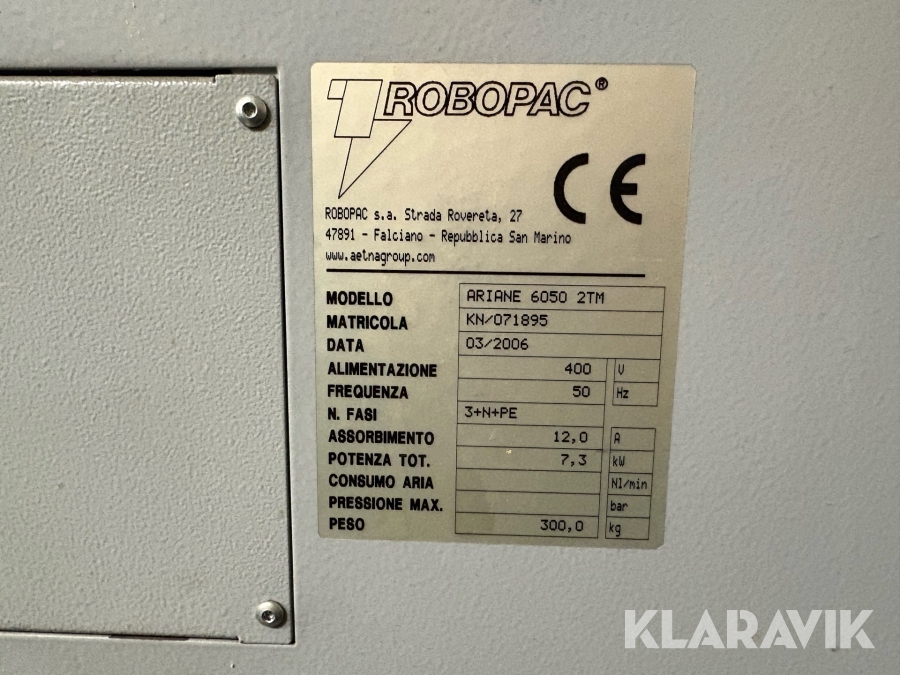 ROBOPAC®
CE
ROBOPAC s.a. Strada Rovereta, 27
47891 - Falciano - Repubblica San Marino
www.aetnagroup.com
MODELLO ARIANE 6050 2TM
MATRICOLA KN/071895
DATA 03/2006
ALIMENTAZIONE 400 V
FREQUENZA 50 Hz
N. FASI 3+N+PE
ASSORBIMENTO 12,0 A
POTENZA TOT. 7,3 kW
CONSUMO ARIA Nl/min
PRESSIONE MAX. bar
PESO 300,0 kg
KLARAVIK